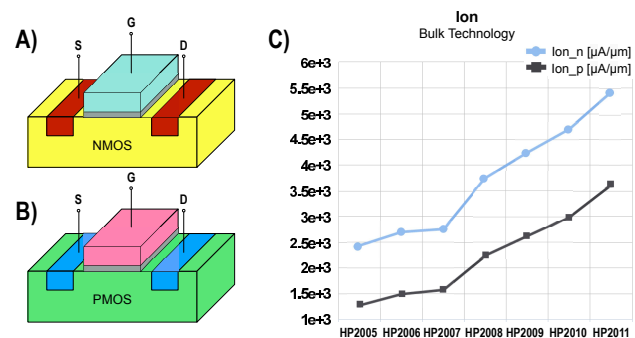 A)
S
G
D
NMOS
B)
S
G
D
PMOS
C)
Ion
Bulk Technology
Ion_n [µA/µm]
Ion_p [µA/µm]
6e+3
5.5e+3
5e+3
4.5e+3
4e+3
3.5e+3
3e+3
2.5e+3
2e+3
1.5e+3
1e+3
HP2005 HP2006 HP2007 HP2008 HP2009 HP2010 HP2011